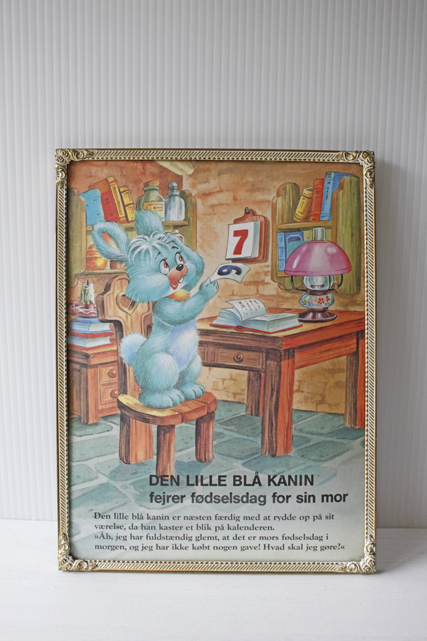 7
6
DEN LILLE BLÅ KANIN
fejrer fødselsdag for sin mor
Den lille blå kanin er næsten færdig med at rydde op på sit
værelse, da han kaster et blik på kalenderen.
»Åh, jeg har fuldstændig glemt, at det er mors fødselsdag i
morgen, og jeg har ikke købt nogen gave! Hvad skal jeg gøre?«